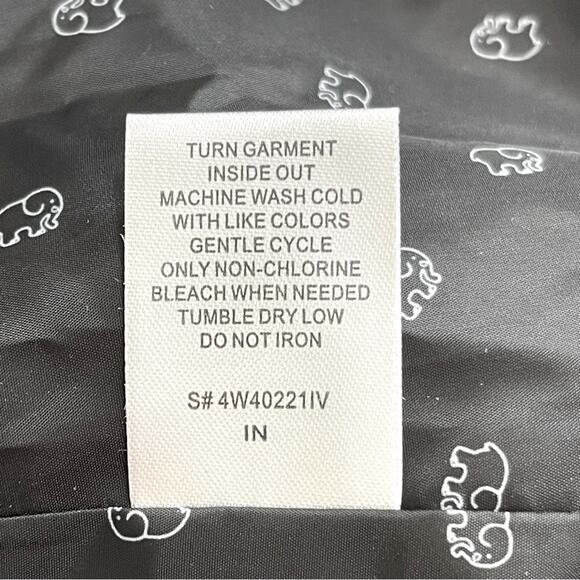 TURN GARMENT
INSIDE OUT
MACHINE WASH COLD
WITH LIKE COLORS
GENTLE CYCLE
ONLY NON-CHLORINE
BLEACH WHEN NEEDED
TUMBLE DRY LOW
DO NOT IRON
S# 4W40221IV
IN